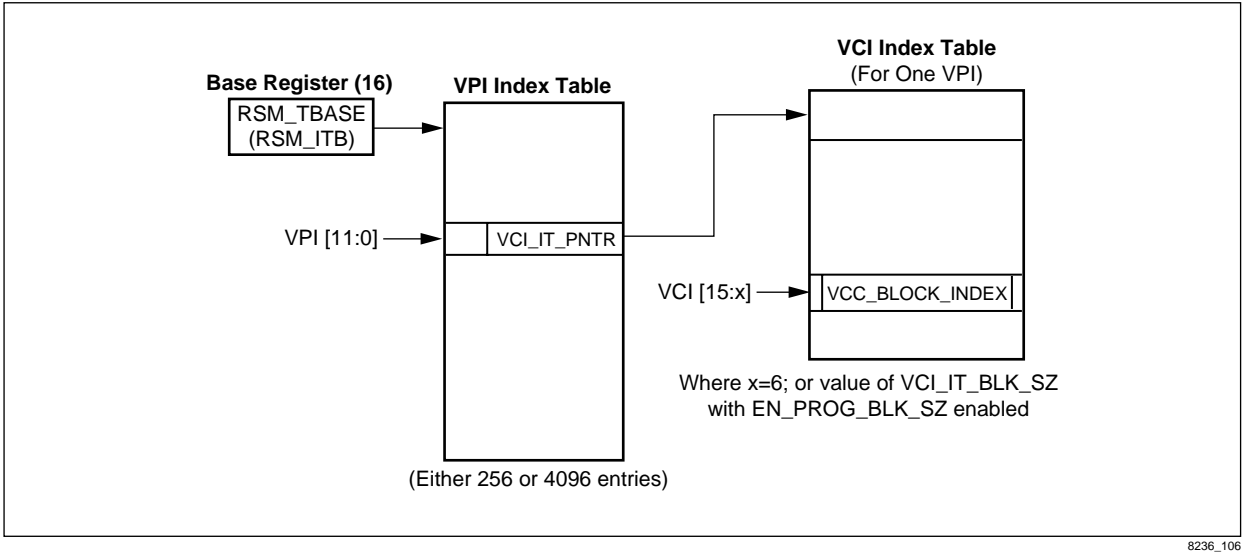 VCI Index Table
(For One VPI)
Base Register (16)
VPI Index Table
RSM_TBASE
(RSM_ITB)
VPI [11:0]
VCI_IT_PNTR
VCI [15:x]
VCC_BLOCK_INDEX
Where x=6; or value of VCI_IT_BLK_SZ
with EN_PROG_BLK_SZ enabled
(Either 256 or 4096 entries)
8236_106